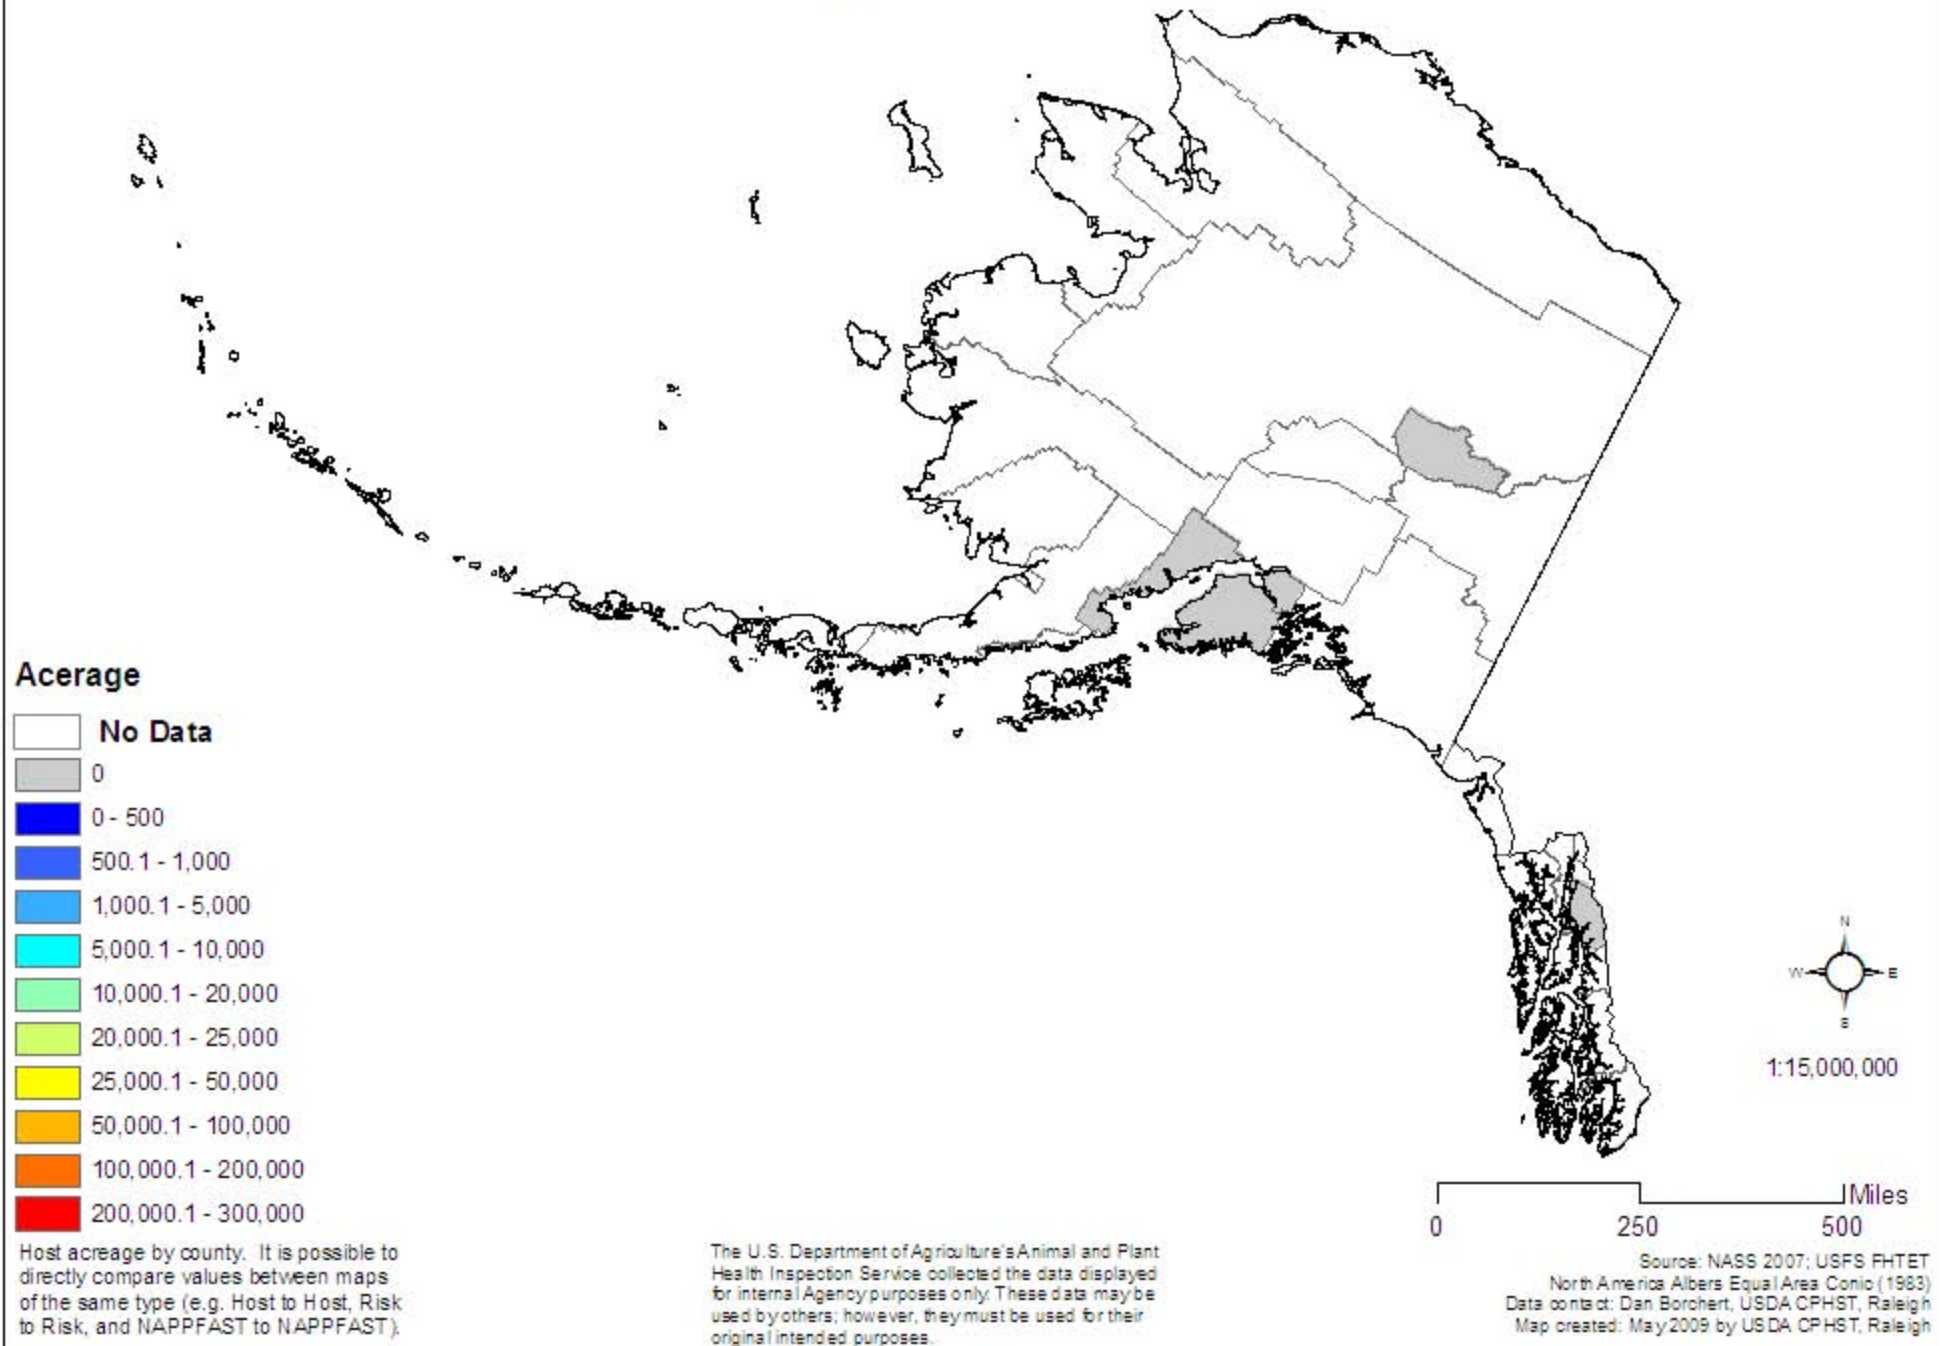 Acerage
No Data
0
0 - 500
500.1 - 1,000
1,000.1 - 5,000
5,000.1 - 10,000
10,000.1 - 20,000
20,000.1 - 25,000
25,000.1 - 50,000
50,000.1 - 100,000
100,000.1 - 200,000
200,000.1 - 300,000
Host acreage by county. It is possible to
directly compare values between maps
of the same type (e.g. Host to Host, Risk
to Risk, and NAPPFAST to NAPPFAST).
The U.S. Department of Agriculture's Animal and Plant
Health Inspection Service collected the data displayed
for internal Agency purposes only. These data may be
used by others; however, they must be used for their
original intended purposes.
N
W E
S
1:15,000,000
Miles
0 250 500
Source: NASS 2007; USFS FHTET
North America Albers Equal Area Conic (1983)
Data contact: Dan Borchert, USDA CPHST, Raleigh
Map created: May 2009 by USDA CPHST, Raleigh